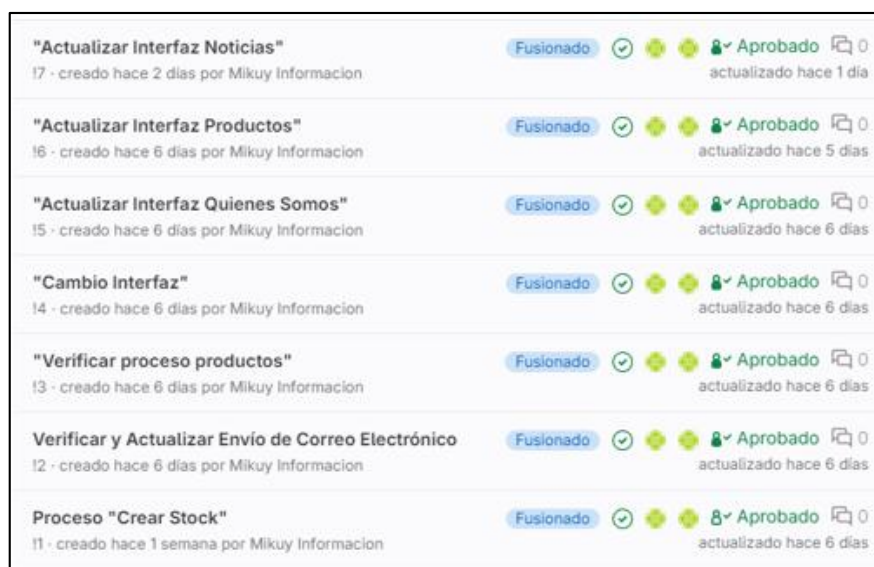 "Actualizar Interfaz Noticias" Fusionado Aprobado 0
!7 · creado hace 2 días por Mikuy Informacion actualizado hace 1 día
"Actualizar Interfaz Productos" Fusionado Aprobado 0
!6 · creado hace 6 días por Mikuy Informacion actualizado hace 5 días
"Actualizar Interfaz Quienes Somos" Fusionado Aprobado 0
!5 · creado hace 6 días por Mikuy Informacion actualizado hace 6 días
"Cambio Interfaz" Fusionado Aprobado 0
!4 · creado hace 6 días por Mikuy Informacion actualizado hace 6 días
"Verificar proceso productos" Fusionado Aprobado 0
!3 · creado hace 6 días por Mikuy Informacion actualizado hace 6 días
Verificar y Actualizar Envío de Correo Electrónico Fusionado Aprobado 0
!2 · creado hace 6 días por Mikuy Informacion actualizado hace 6 días
Proceso "Crear Stock" Fusionado Aprobado 0
!1 · creado hace 1 semana por Mikuy Informacion actualizado hace 6 días